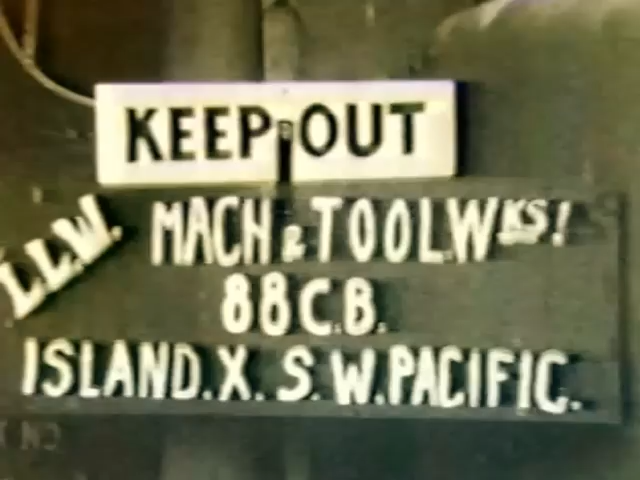 KEEP OUT
L.L.W. MACH & TOOL.WKS!
88 C.B.
ISLAND.X. S.W.PACIFIC.